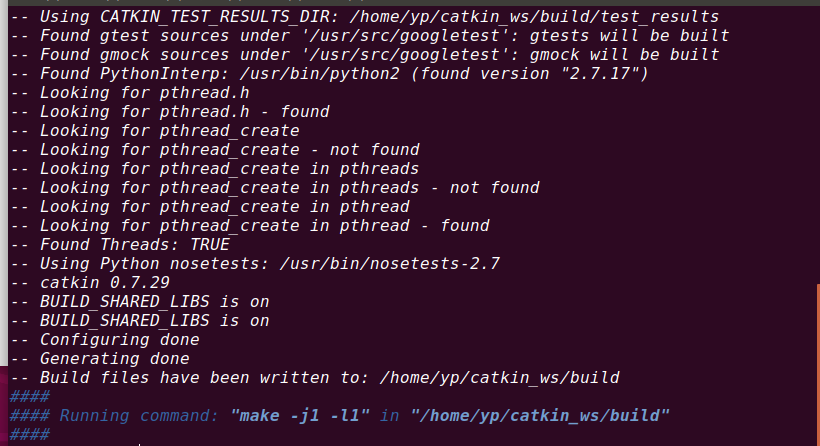 -- Using CATKIN_TEST_RESULTS_DIR: /home/yp/catkin_ws/build/test_results
-- Found gtest sources under '/usr/src/googletest': gtests will be built
-- Found gmock sources under '/usr/src/googletest': gmock will be built
-- Found PythonInterp: /usr/bin/python2 (found version "2.7.17")
-- Looking for pthread.h
-- Looking for pthread.h - found
-- Looking for pthread_create
-- Looking for pthread_create - not found
-- Looking for pthread_create in pthreads
-- Looking for pthread_create in pthreads - not found
-- Looking for pthread_create in pthread
-- Looking for pthread_create in pthread - found
-- Found Threads: TRUE
-- Using Python nosetests: /usr/bin/nosetests-2.7
-- catkin 0.7.29
-- BUILD_SHARED_LIBS is on
-- BUILD_SHARED_LIBS is on
-- Configuring done
-- Generating done
-- Build files have been written to: /home/yp/catkin_ws/build
####
#### Running command: "make -j1 -l1" in "/home/yp/catkin_ws/build"
####